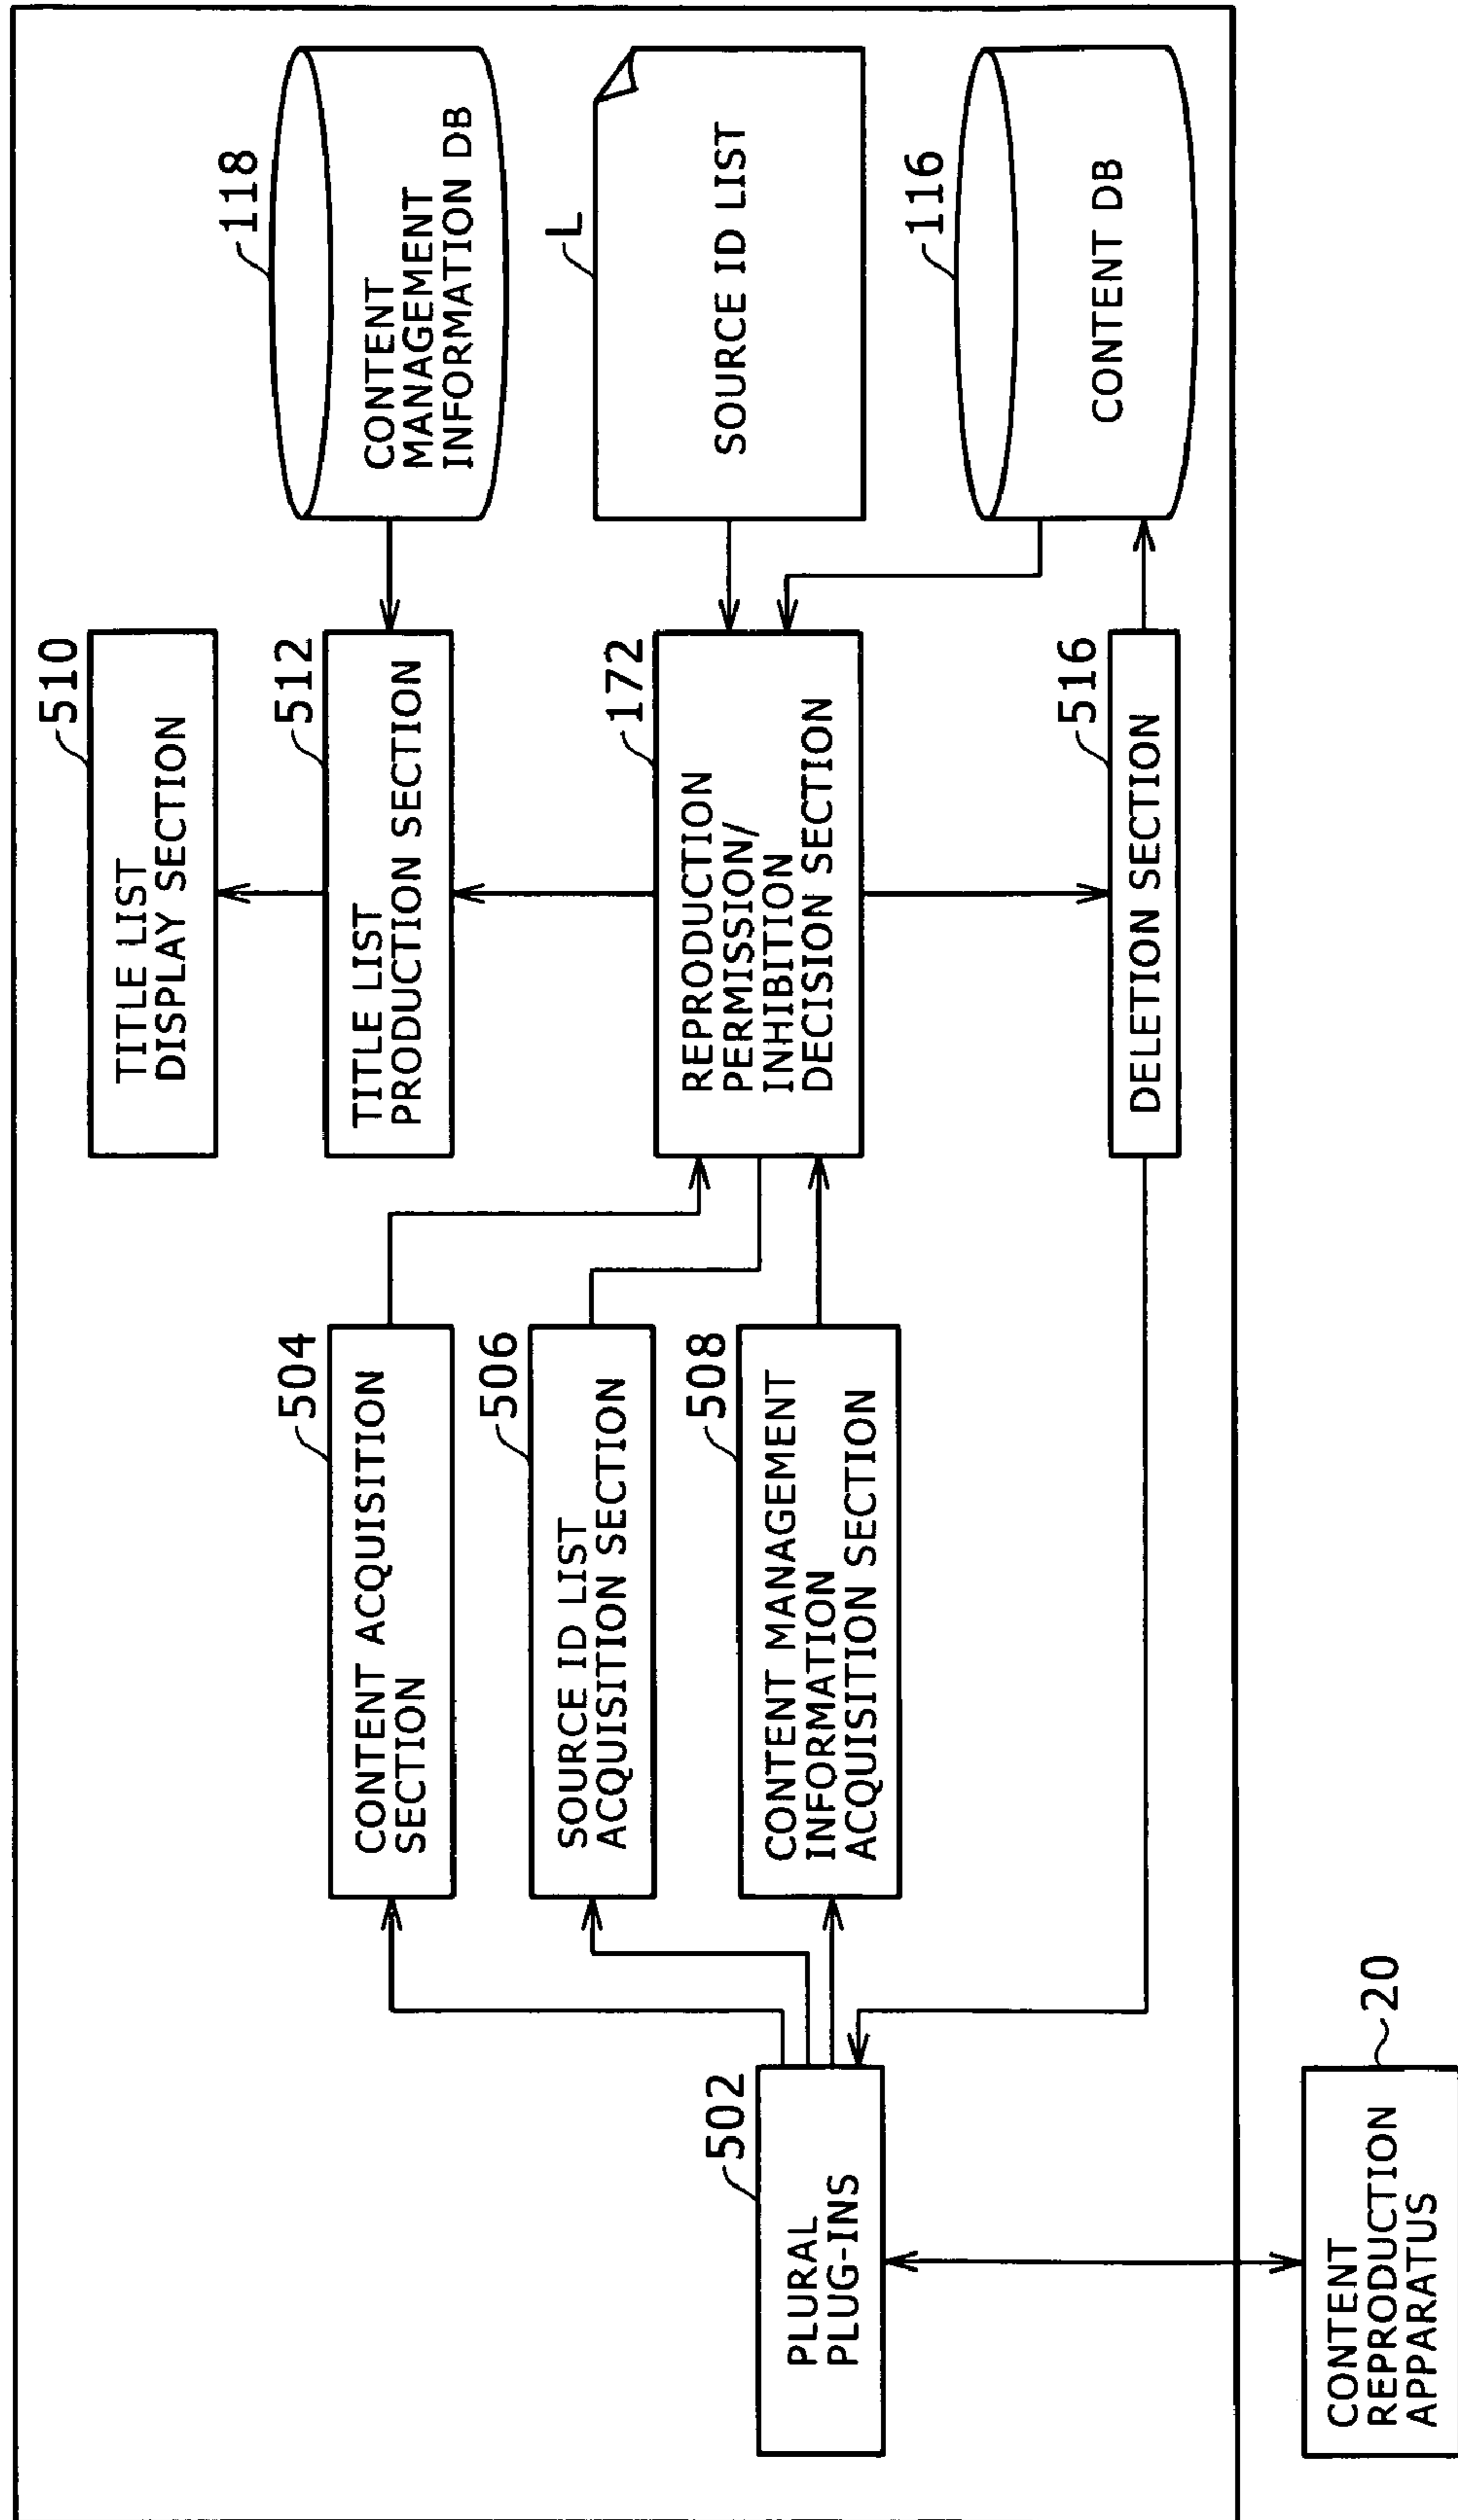 510
TITLE LIST
DISPLAY SECTION
118
CONTENT
MANAGEMENT
INFORMATION DB
504
CONTENT ACQUISITION
SECTION
512
TITLE LIST
PRODUCTION SECTION
506
SOURCE ID LIST
ACQUISITION SECTION
L
SOURCE ID LIST
502
PLURAL
PLUG-INS
508
CONTENT MANAGEMENT
INFORMATION
ACQUISITION SECTION
172
REPRODUCTION
PERMISSION/
INHIBITION
DECISION SECTION
116
CONTENT DB
516
DELETION SECTION
20
CONTENT
REPRODUCTION
APPARATUS